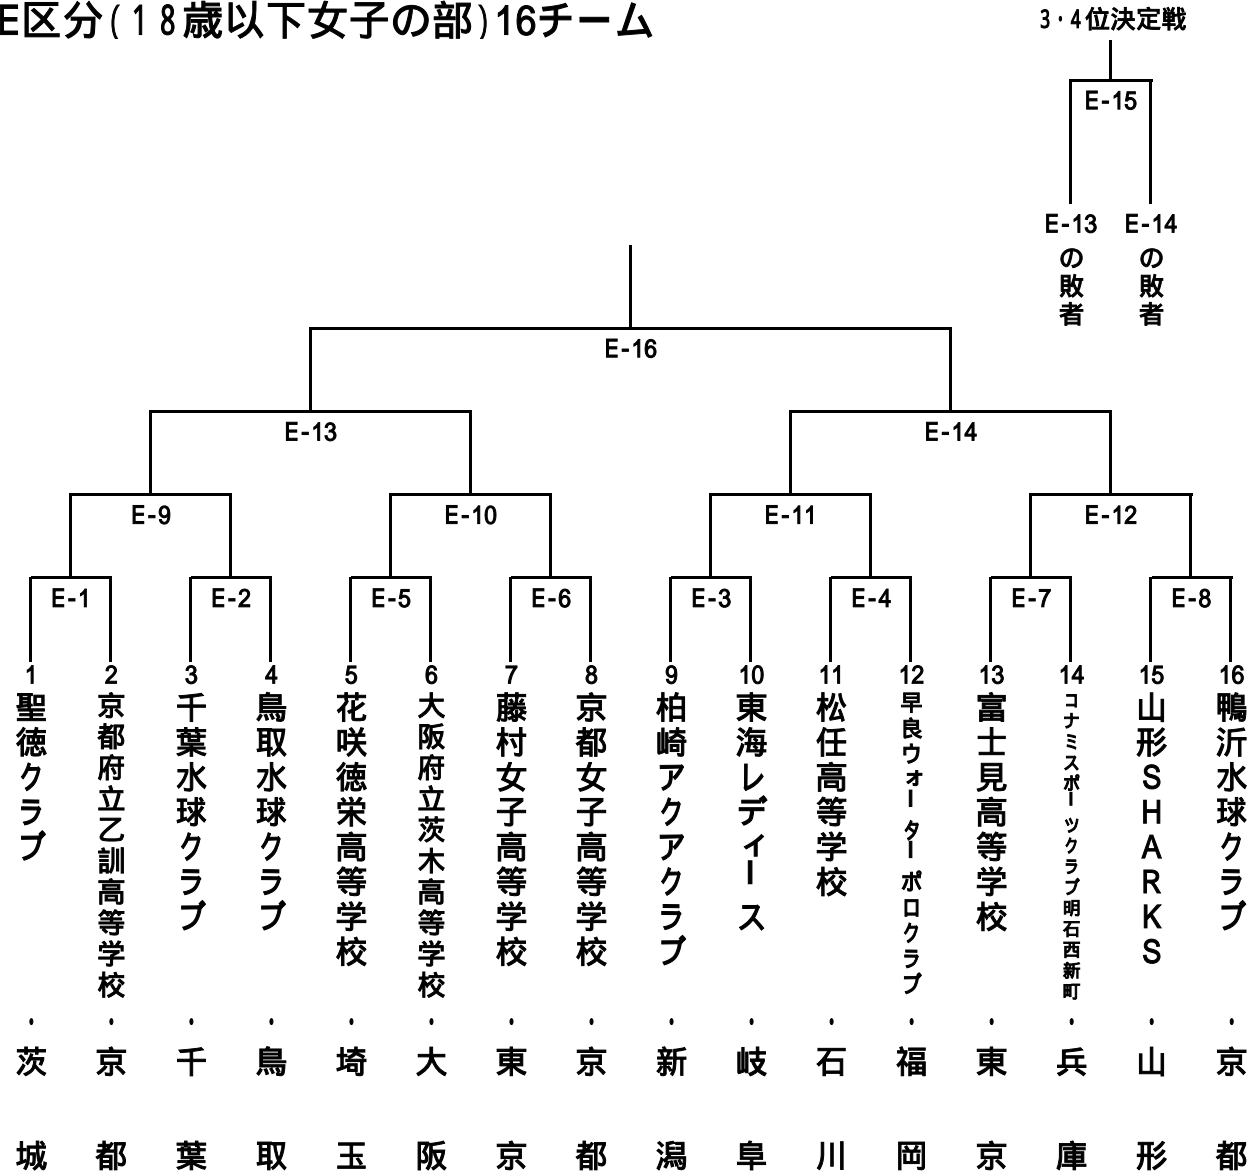 E区分(18歳以下女子の部)16チーム
3・4位決定戦
E-15
E-13の敗者
E-14の敗者
E-16
E-13
E-14
E-9
E-10
E-11
E-12
E-1
E-2
E-5
E-6
E-3
E-4
E-7
E-8
1 聖徳クラブ・茨城
2 京都府立乙訓高等学校・京都
3 千葉水球クラブ・千葉
4 鳥取水球クラブ・鳥取
5 花咲徳栄高等学校・埼玉
6 大阪府立茨木高等学校・大阪
7 藤村女子高等学校・東京
8 京都女子高等学校・京都
9 柏崎アクアクラブ・新潟
10 東海レディース・岐阜
11 松任高等学校・石川
12 早良ウォーターポロクラブ・福岡
13 富士見高等学校・東京
14 コナミスポーツクラブ明石西新町・兵庫
15 山形SHARKS・山形
16 鴨沂水球クラブ・京都